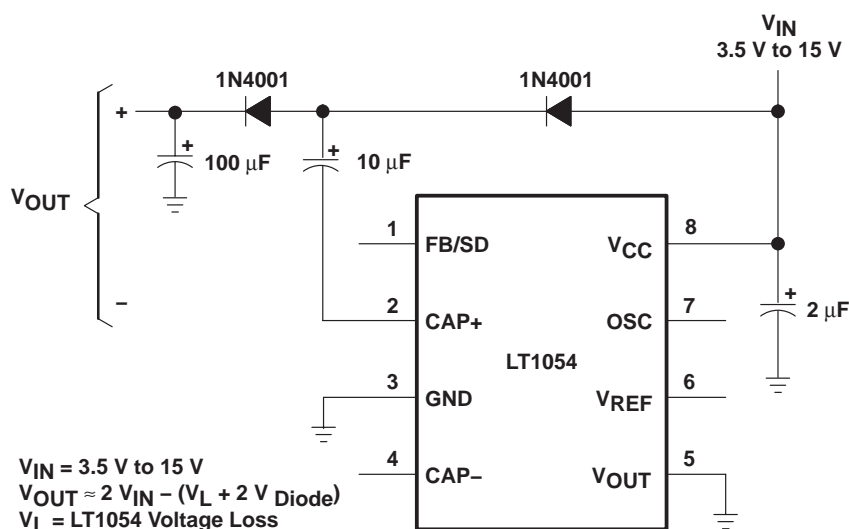 VIN
3.5 V to 15 V
1N4001
1N4001
+
+
100 μF
+
10 μF
VOUT
−
1
FB/SD
VCC
8
+
2 μF
2
CAP+
OSC
7
LT1054
3
GND
VREF
6
4
CAP−
VOUT
5
VIN = 3.5 V to 15 V
VOUT ≈ 2 VIN − (VL + 2 V Diode)
VL = LT1054 Voltage Loss